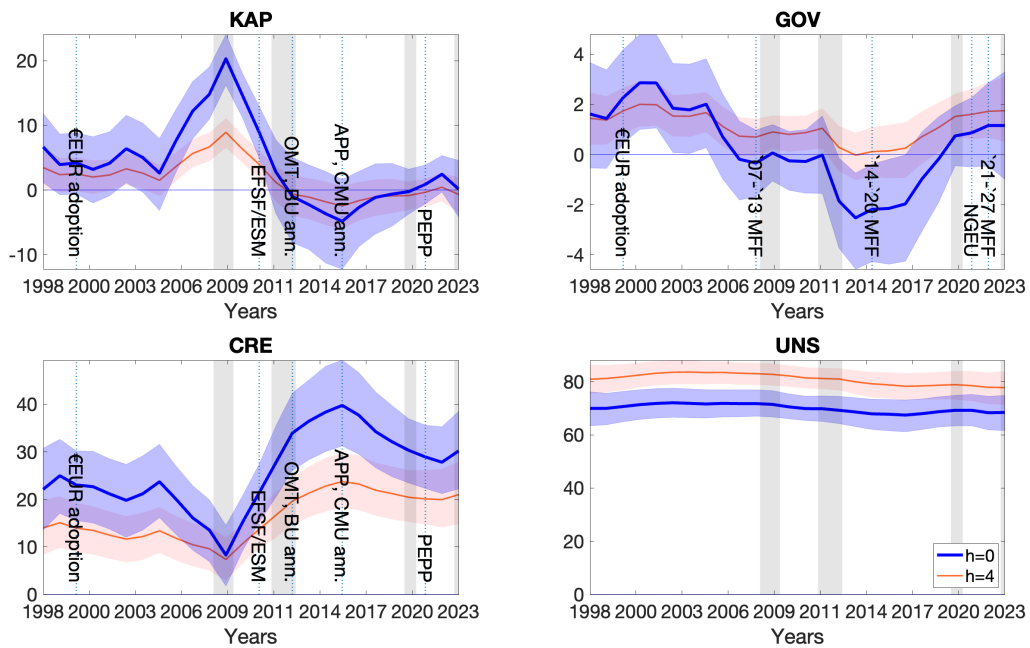 KAP
20
10
0
-10
€EUR adoption
EFSF/ESM
OMT, BU ann.
APP, CMU ann.
PEPP
1998 2000 2003 2006 2009 2012 2014 2017 2020 2023
Years
GOV
4
2
0
-2
-4
€EUR adoption
`07-`13 MFF
`14-`20 MFF
NGEU
`21-`27 MFF
1998 2000 2003 2006 2009 2011 2014 2017 2020 2023
Years
CRE
40
30
20
10
0
€EUR adoption
EFSF/ESM
OMT, BU ann.
APP, CMU ann.
PEPP
1998 2000 2003 2006 2009 2012 2014 2017 2020 2023
Years
UNS
80
60
40
20
0
h=0
h=4
1998 2000 2003 2006 2009 2011 2014 2017 2020 2023
Years